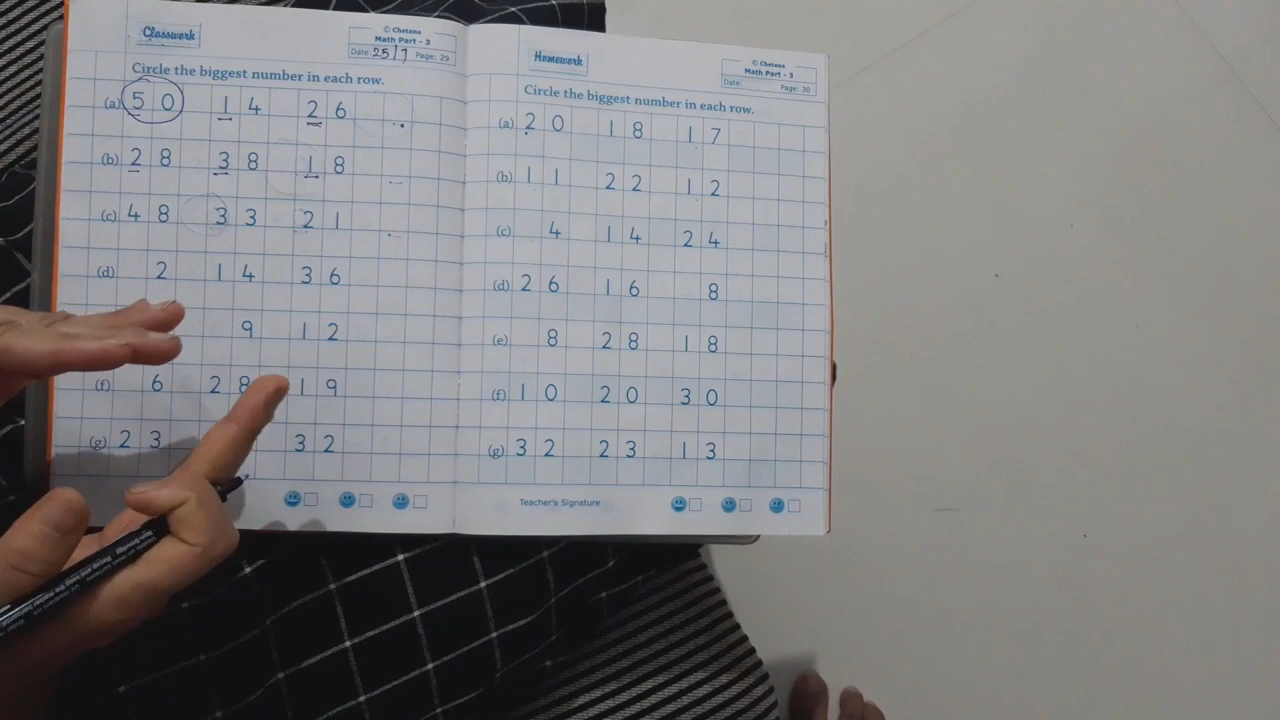 Classwork
© Chetana
Math Part - 3
Date 25/7 Page: 29
Circle the biggest number in each row.
(a) 50 14 26
(b) 28 38 18
(c) 48 33 21
(d) 2 14 36
9 12
(f) 6 28 19
(g) 23 32
Homework
© Chetana
Math Part - 3
Date: Page: 30
Circle the biggest number in each row.
(a) 20 18 17
(b) 11 22 12
(c) 4 14 24
(d) 26 16 8
(e) 8 28 18
(f) 10 20 30
(g) 32 23 13
Teacher's Signature